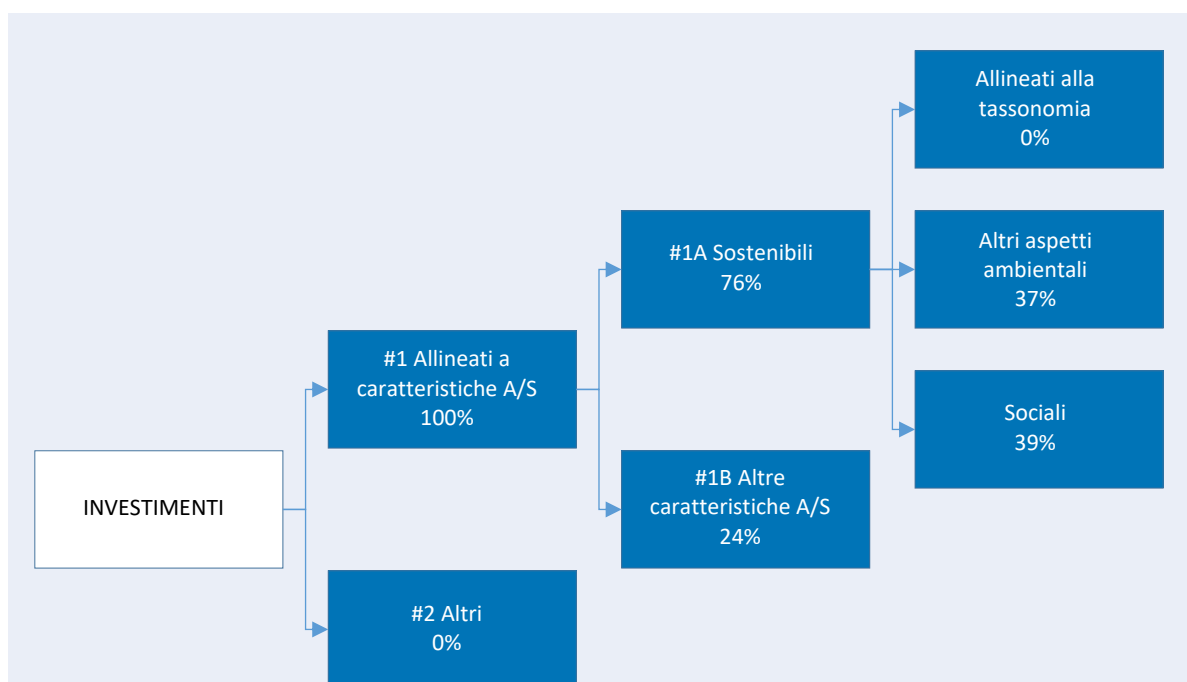 INVESTIMENTI
#1 Allineati a
caratteristiche A/S
100%
#2 Altri
0%
#1A Sostenibili
76%
#1B Altre
caratteristiche A/S
24%
Allineati alla
tassonomia
0%
Altri aspetti
ambientali
37%
Sociali
39%